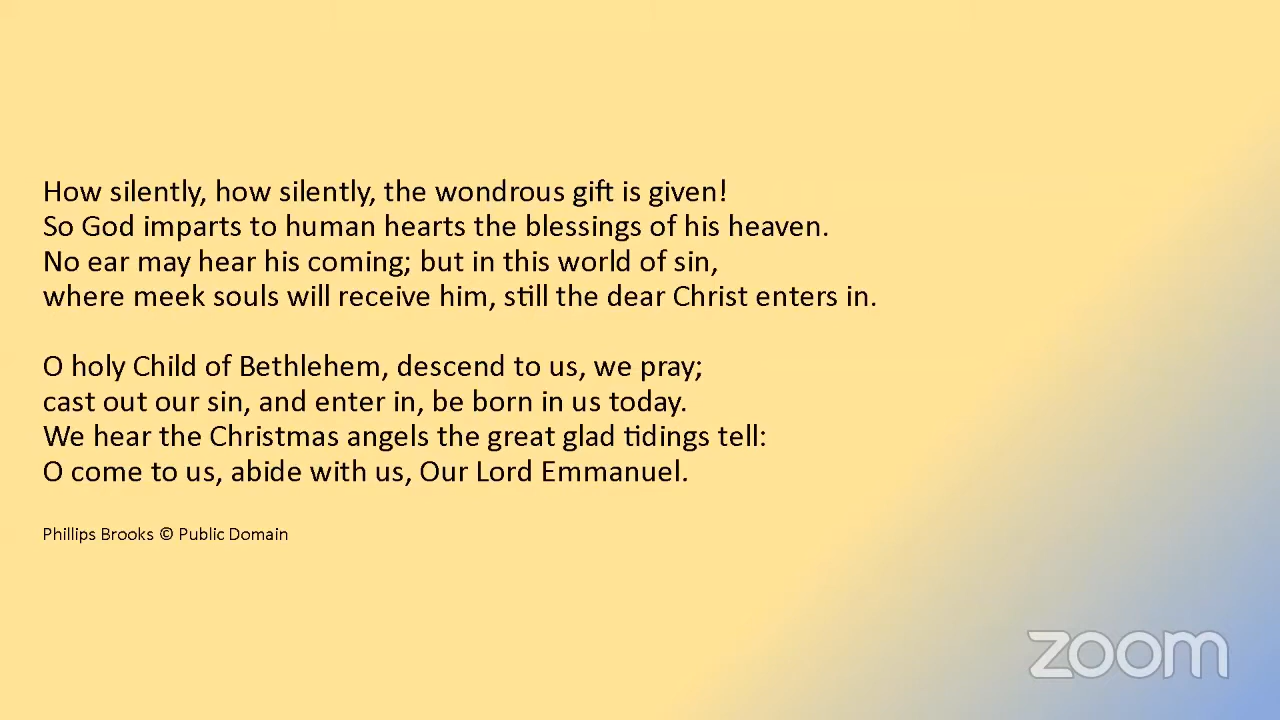 How silently, how silently, the wondrous gift is given!
So God imparts to human hearts the blessings of his heaven.
No ear may hear his coming; but in this world of sin,
where meek souls will receive him, still the dear Christ enters in.
O holy Child of Bethlehem, descend to us, we pray;
cast out our sin, and enter in, be born in us today.
We hear the Christmas angels the great glad tidings tell:
O come to us, abide with us, Our Lord Emmanuel.
Phillips Brooks © Public Domain
zoom